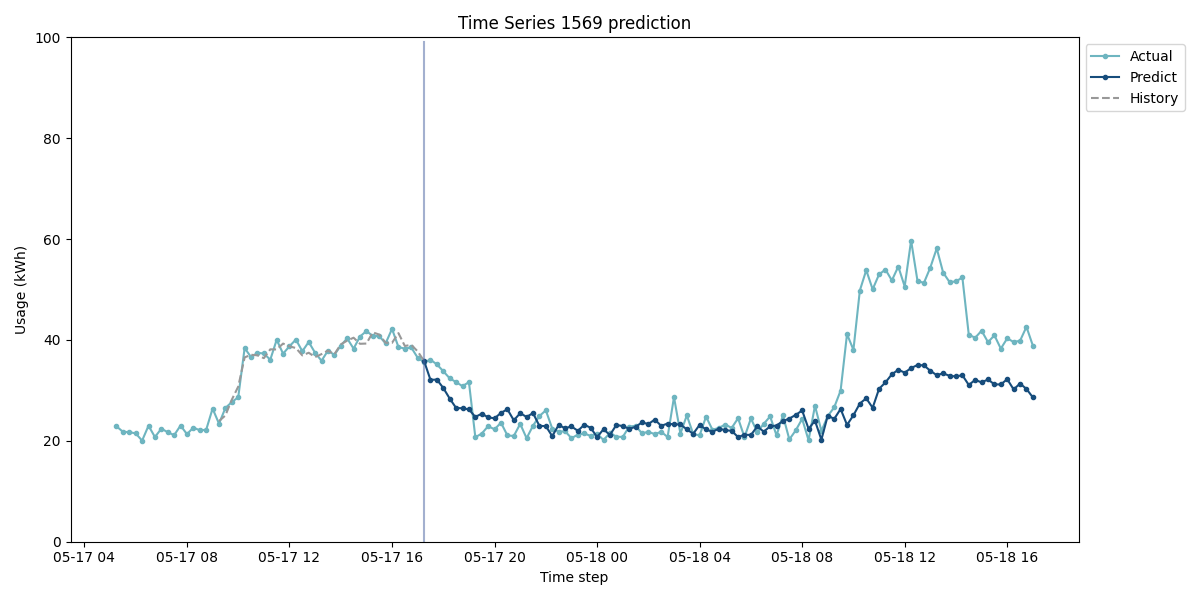 Time Series 1569 prediction
100
80
60
40
20
0
Usage (kWh)
05-17 04 05-17 08 05-17 12 05-17 16 05-17 20 05-18 00 05-18 04 05-18 08 05-18 12 05-18 16
Time step
Actual
Predict
History